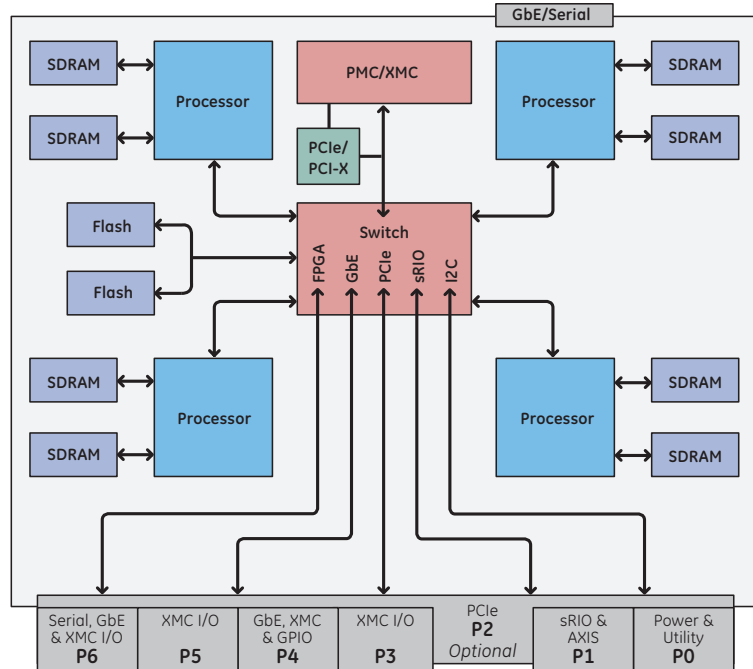 GbE/Serial
SDRAM
SDRAM
Processor
PMC/XMC
PCIe/
PCI-X
Processor
SDRAM
SDRAM
Flash
Flash
Switch
FPGA
GbE
PCIe
sRIO
I2C
SDRAM
SDRAM
Processor
Processor
SDRAM
SDRAM
Serial, GbE
& XMC I/O
P6
XMC I/O
P5
GbE, XMC
& GPIO
P4
XMC I/O
P3
PCIe
P2
Optional
sRIO &
AXIS
P1
Power &
Utility
P0